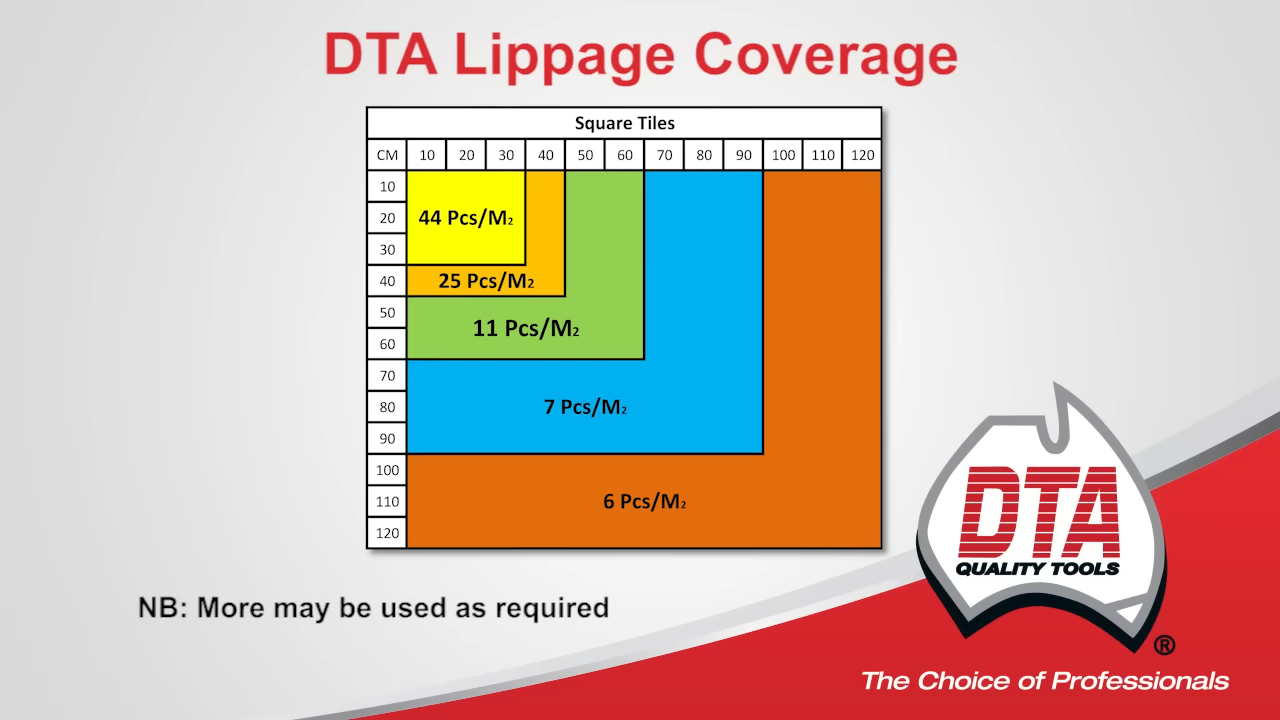 DTA Lippage Coverage
Square Tiles
CM 10 20 30 40 50 60 70 80 90 100 110 120
10
20 44 Pcs/M2
30
40 25 Pcs/M2
50
11 Pcs/M2
60
70
80 7 Pcs/M2
90
100
110 6 Pcs/M2
120
DTA
QUALITY TOOLS
NB: More may be used as required
®
The Choice of Professionals